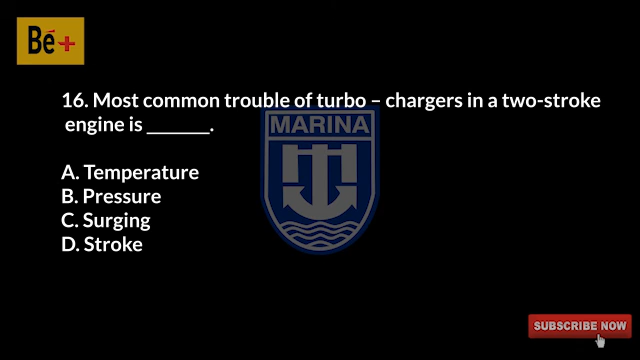 Bé+
16. Most common trouble of turbo – chargers in a two-stroke
engine is ______.
MARINA
A. Temperature
B. Pressure
C. Surging
D. Stroke
SUBSCRIBE NOW